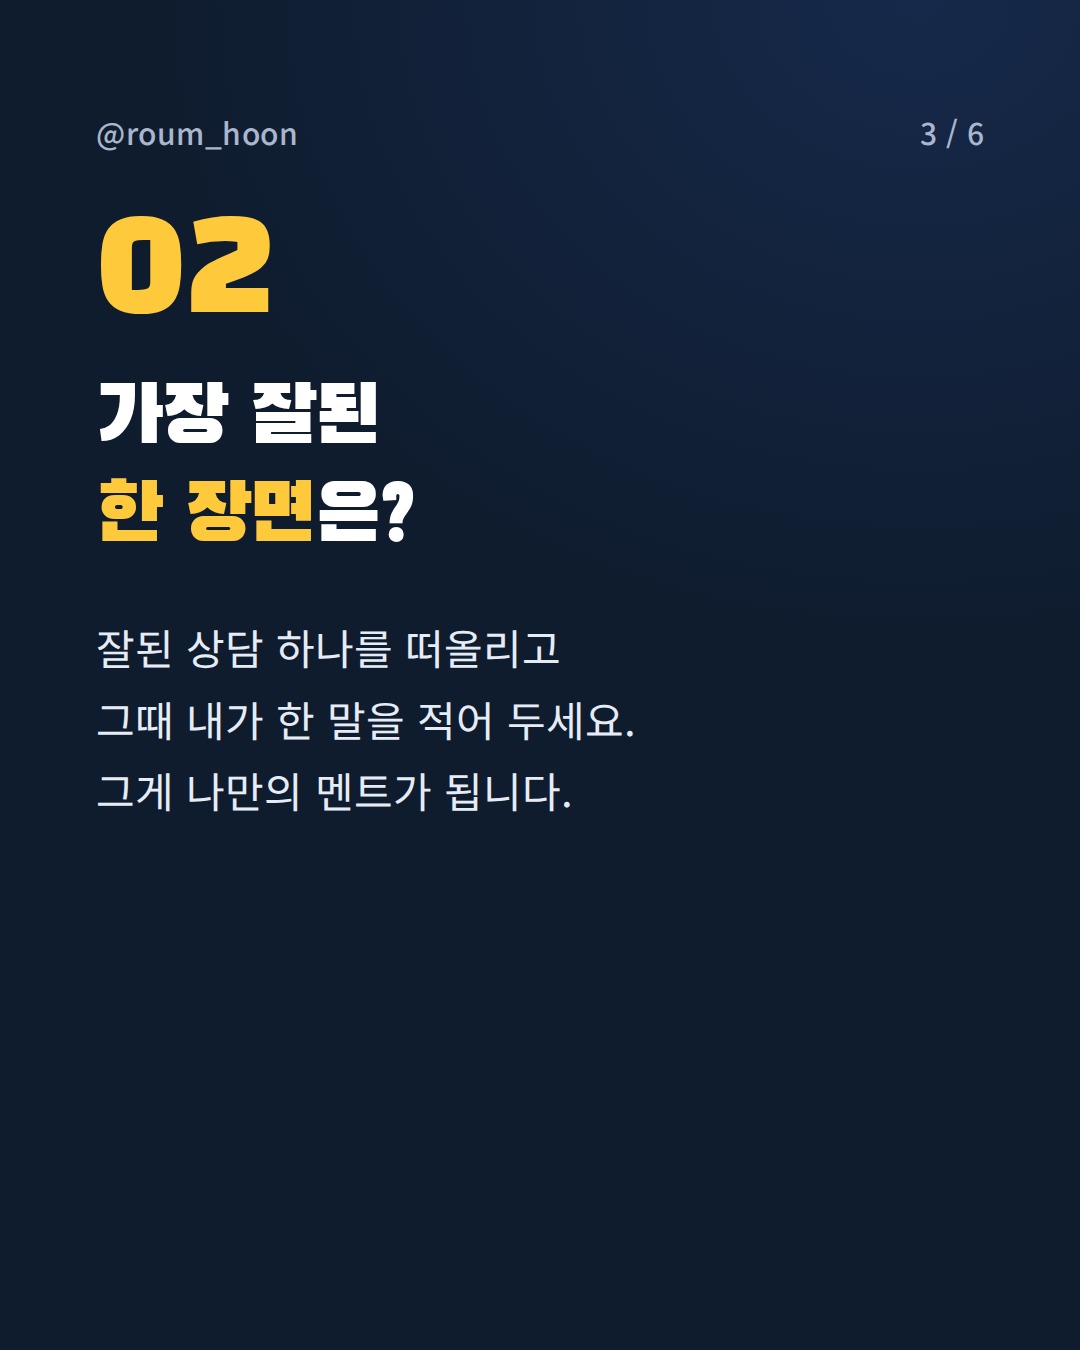 @roum_hoon
3 / 6
02
가장 잘된
한 장면은?
잘된 상담 하나를 떠올리고
그때 내가 한 말을 적어 두세요.
그게 나만의 멘트가 됩니다.